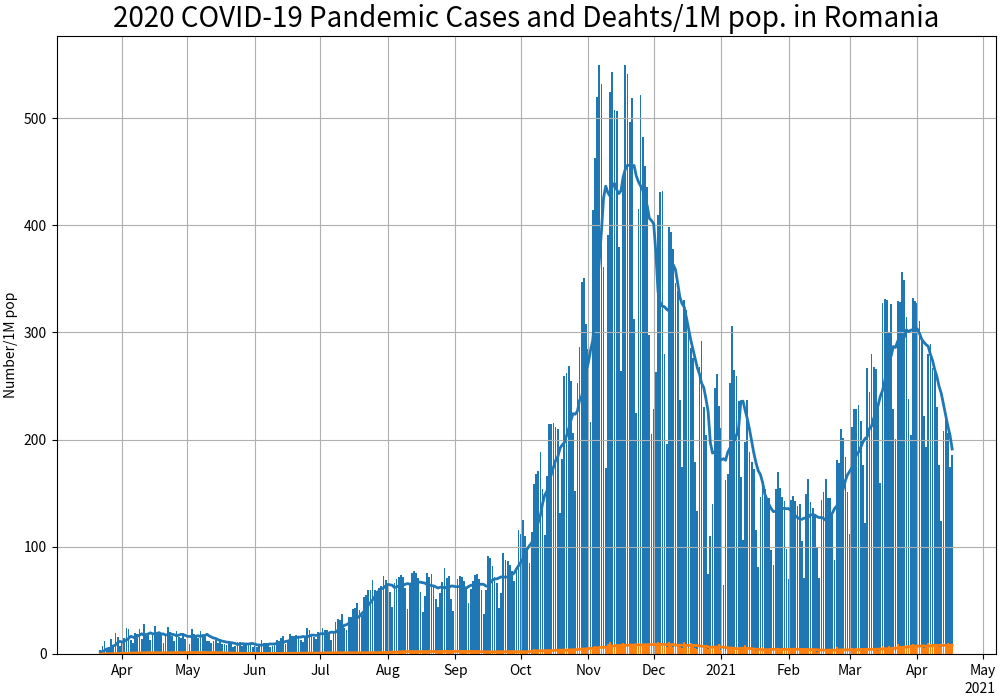 2020 COVID-19 Pandemic Cases and Deahts/1M pop. in Romania
Number/1M pop
500
400
300
200
100
0
Apr May Jun Jul Aug Sep Oct Nov Dec 2021 Feb Mar Apr May
2021